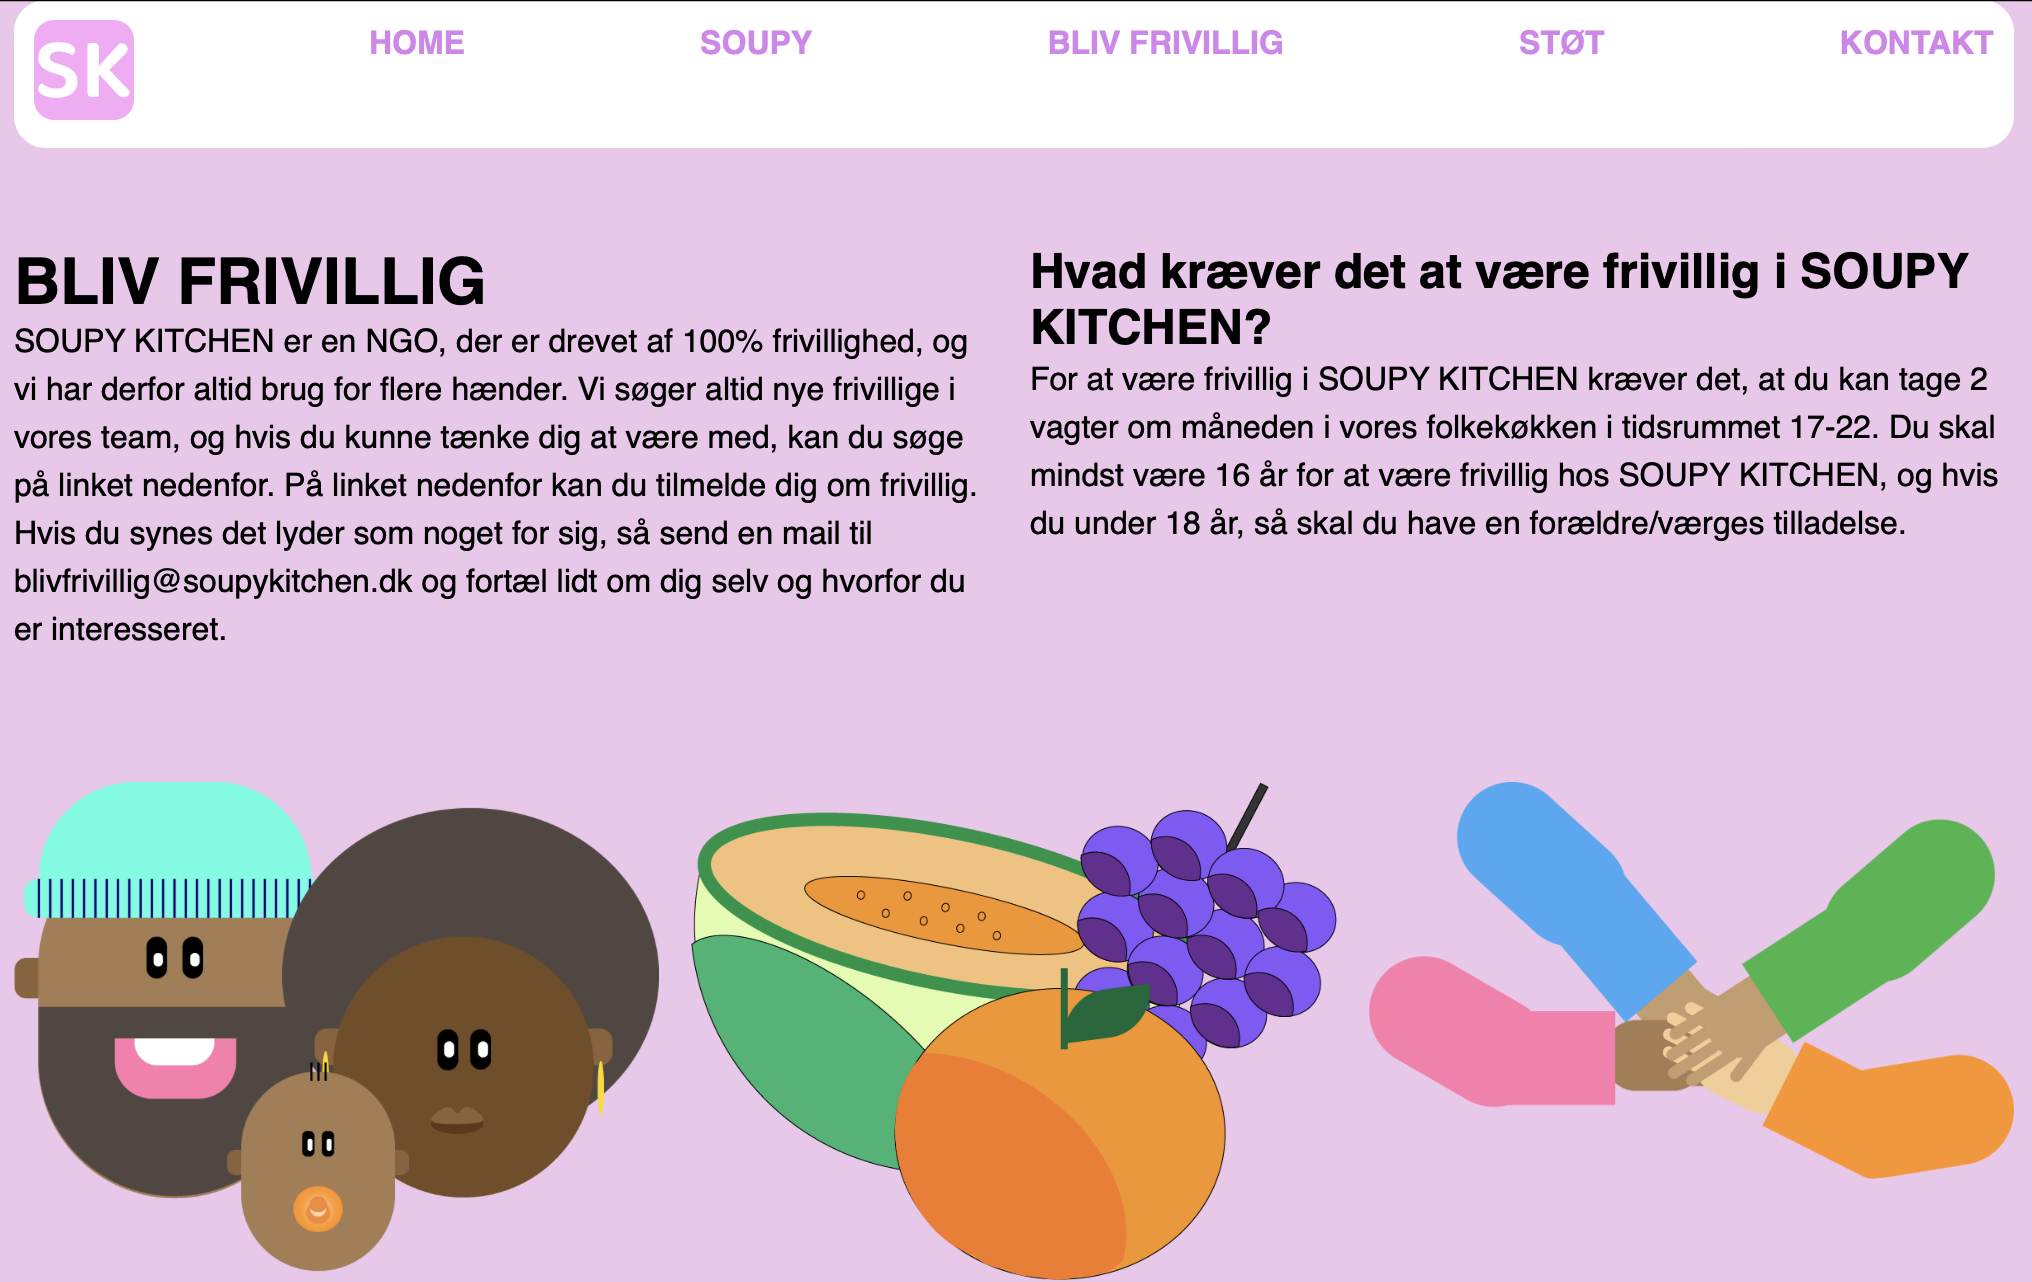 SK
HOME
SOUPY
BLIV FRIVILLIG
STØT
KONTAKT
BLIV FRIVILLIG
SOUPY KITCHEN er en NGO, der er drevet af 100% frivillighed, og
vi har derfor altid brug for flere hænder. Vi søger altid nye frivillige i
vores team, og hvis du kunne tænke dig at være med, kan du søge
på linket nedenfor. På linket nedenfor kan du tilmelde dig om frivillig.
Hvis du synes det lyder som noget for sig, så send en mail til
blivfrivillig@soupykitchen.dk og fortæl lidt om dig selv og hvorfor du
er interesseret.
Hvad kræver det at være frivillig i SOUPY
KITCHEN?
For at være frivillig i SOUPY KITCHEN kræver det, at du kan tage 2
vagter om måneden i vores folkekøkken i tidsrummet 17-22. Du skal
mindst være 16 år for at være frivillig hos SOUPY KITCHEN, og hvis
du under 18 år, så skal du have en forældre/værges tilladelse.